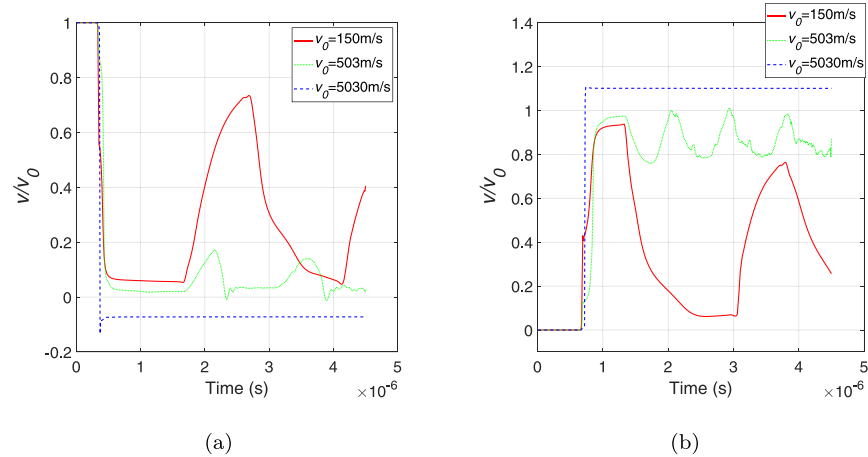 1
0.8
0.6
0.4
0.2
0
-0.2
v/v0
0 1 2 3 4 5
Time (s)
×10-6
v0=150m/s
v0=503m/s
v0=5030m/s
(a)
1.4
1.2
1
0.8
0.6
0.4
0.2
0
v/v0
0 1 2 3 4 5
Time (s)
×10-6
v0=150m/s
v0=503m/s
v0=5030m/s
(b)